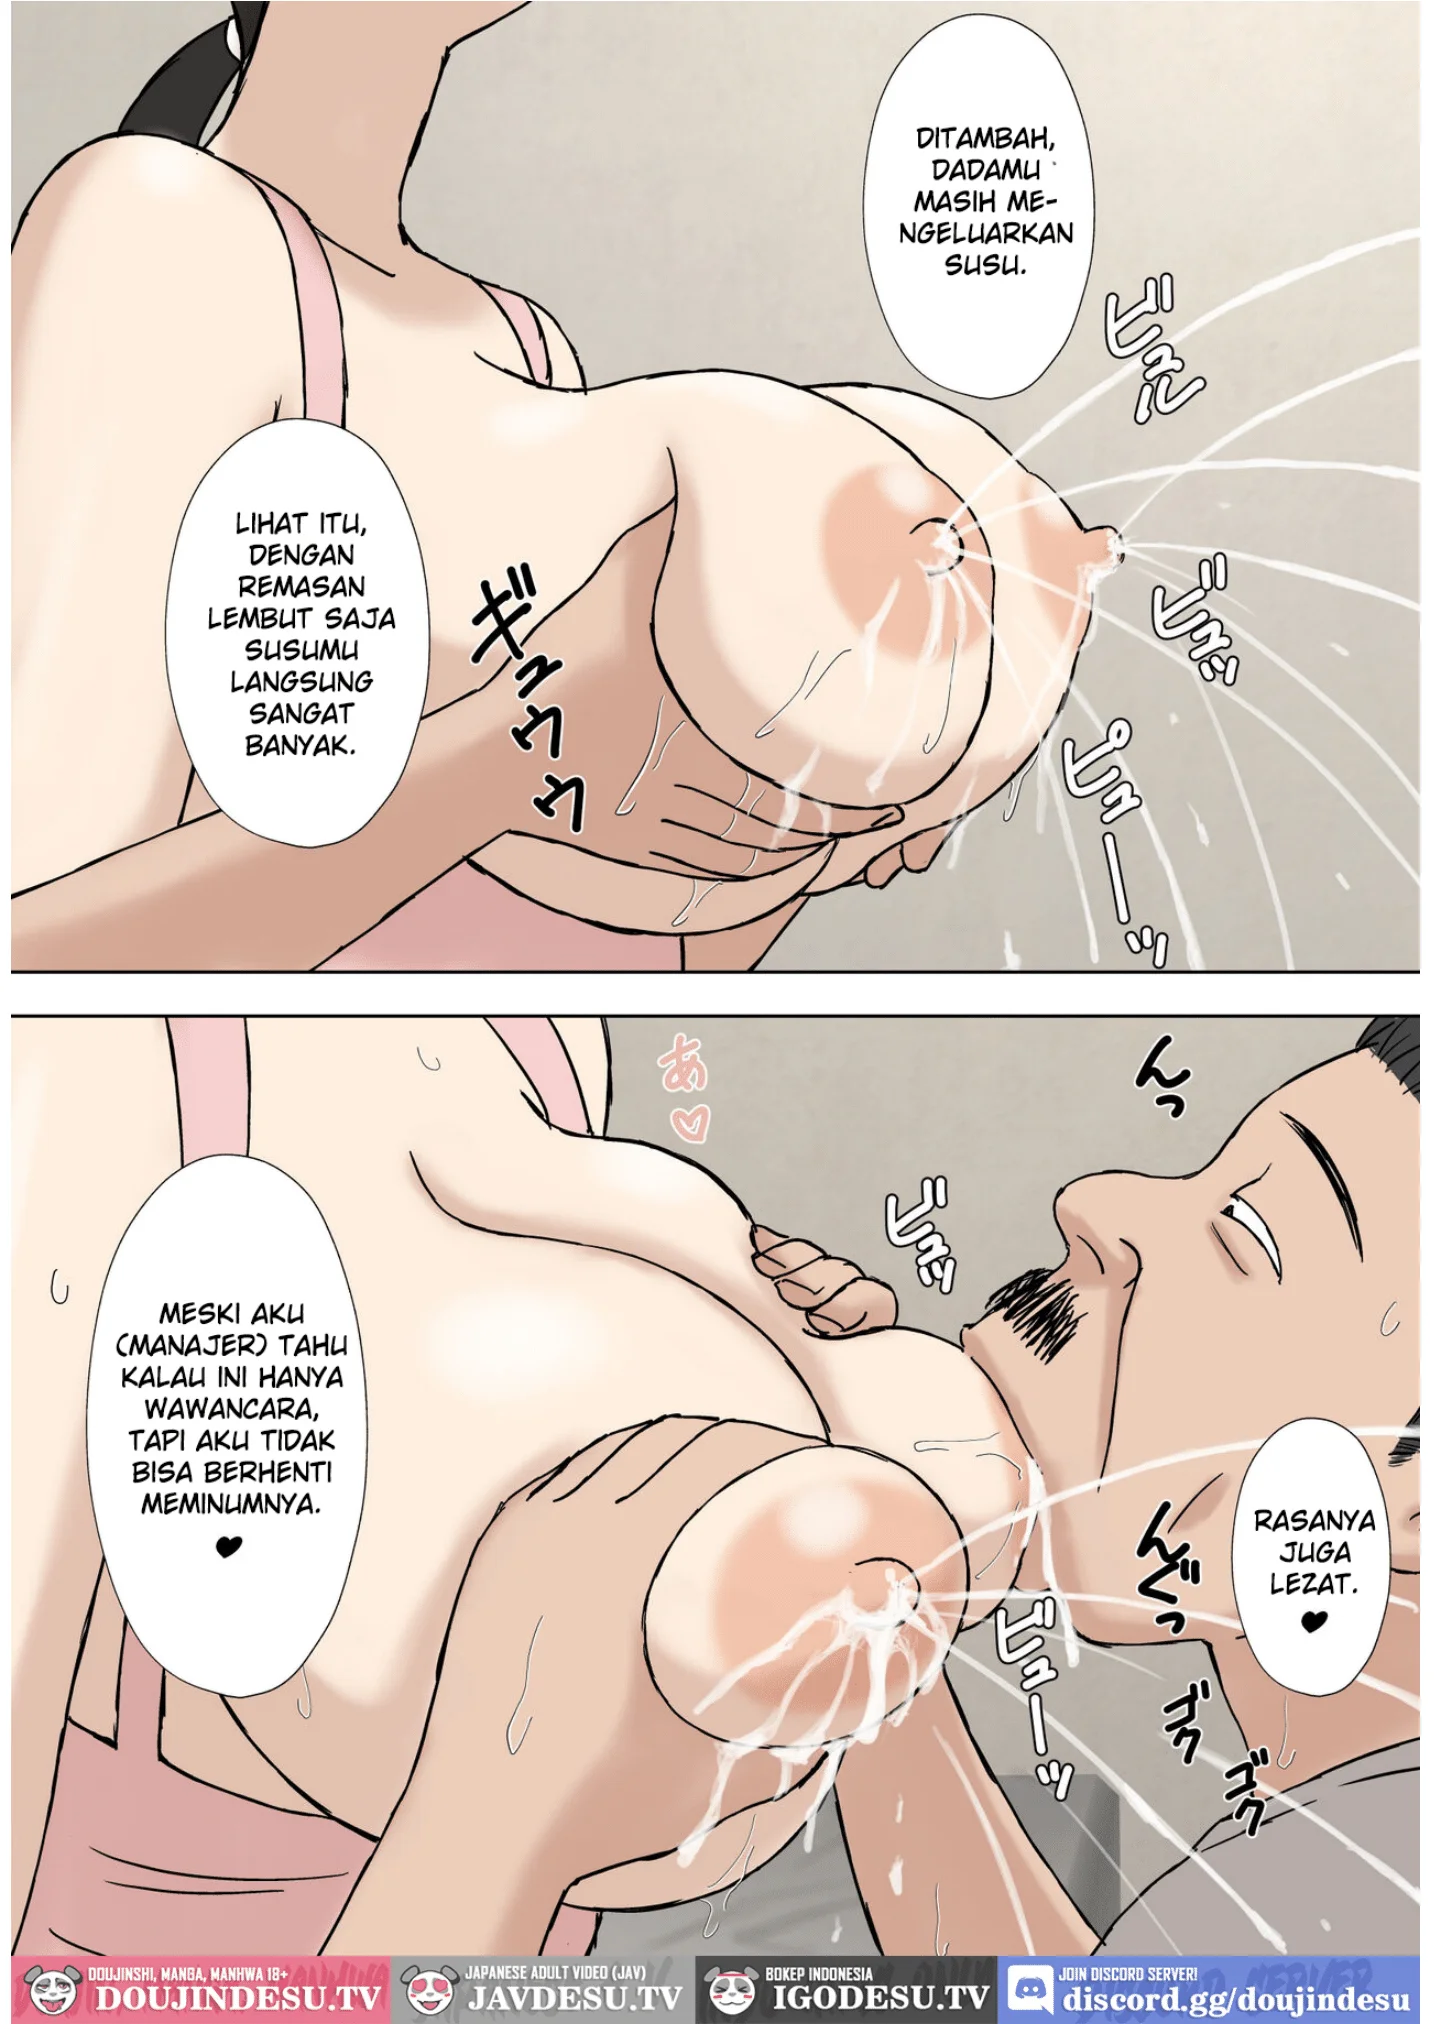 DITAMBAH,
DADAMU
MASIH ME-
NGELUARKAN
SUSU.
ビュル
LIHAT ITU,
DENGAN
REMASAN
LEMBUT SAJA
SUSUMU
LANGSUNG
SANGAT
BANYAK.
ギュウウ
ビュッ
ピューーッ
あ♡
んっ
ビュッ
MESKI AKU
(MANAJER) TAHU
KALAU INI HANYA
WAWANCARA,
TAPI AKU TIDAK
BISA BERHENTI
MEMINUMNYA.
♥
RASANYA
JUGA
LEZAT.
♥
んぐっ
ビューーッ
ゴク
ゴク
DOUJINSHI, MANGA, MANHWA 18+
DOUJINDESU.TV
JAPANESE ADULT VIDEO (JAV)
JAVDESU.TV
BOKEP INDONESIA
IGODESU.TV
JOIN DISCORD SERVER!
discord.gg/doujindesu